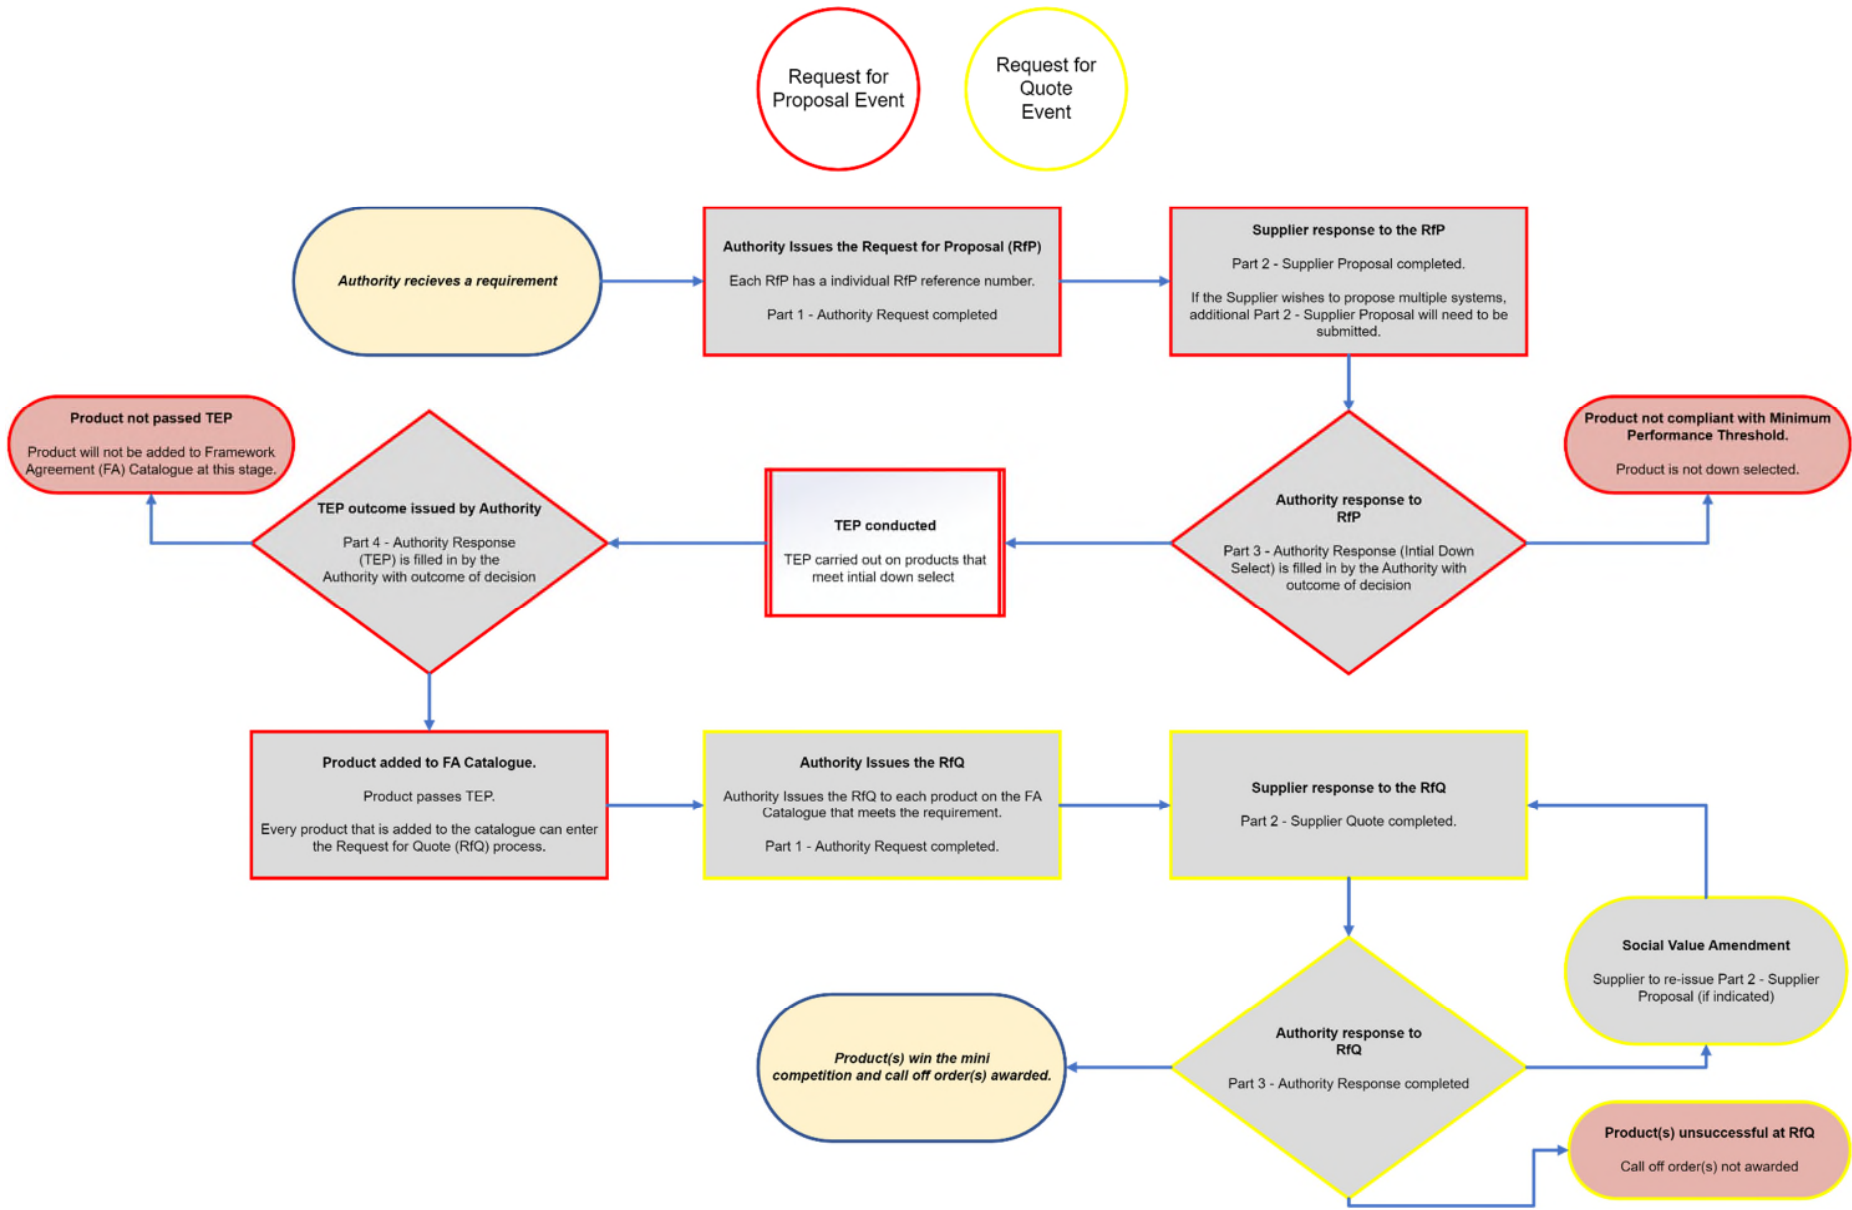 Request for
Proposal Event
Request for
Quote
Event
Authority recieves a requirement
Authority Issues the Request for Proposal (RfP)
Each RfP has a individual RfP reference number.
Part 1 - Authority Request completed
Supplier response to the RfP
Part 2 - Supplier Proposal completed.
If the Supplier wishes to propose multiple systems,
additional Part 2 - Supplier Proposal will need to be
submitted.
Product not passed TEP
Product will not be added to Framework
Agreement (FA) Catalogue at this stage.
TEP outcome issued by Authority
Part 4 - Authority Response
(TEP) is filled in by the
Authority with outcome of decision
TEP conducted
TEP carried out on products that
meet intial down select
Authority response to
RfP
Part 3 - Authority Response (Intial Down
Select) is filled in by the Authority with
outcome of decision
Product not compliant with Minimum
Performance Threshold.
Product is not down selected.
Product added to FA Catalogue.
Product passes TEP.
Every product that is added to the catalogue can enter
the Request for Quote (RfQ) process.
Authority Issues the RfQ
Authority Issues the RfQ to each product on the FA
Catalogue that meets the requirement.
Part 1 - Authority Request completed.
Supplier response to the RfQ
Part 2 - Supplier Quote completed.
Social Value Amendment
Supplier to re-issue Part 2 - Supplier
Proposal (if indicated)
Product(s) win the mini
competition and call off order(s) awarded.
Authority response to
RfQ
Part 3 - Authority Response completed
Product(s) unsuccessful at RfQ
Call off order(s) not awarded